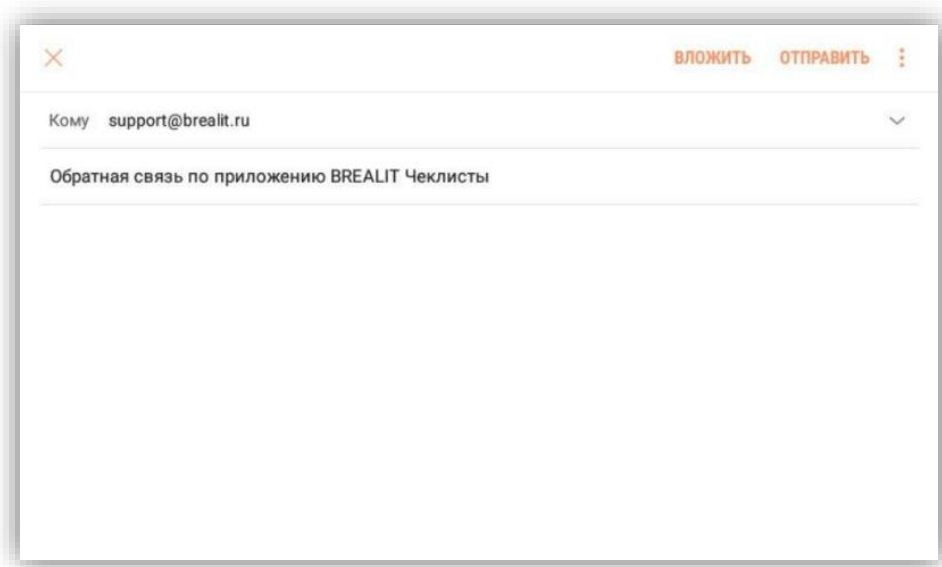 ВЛОЖИТЬ ОТПРАВИТЬ
Кому support@brealit.ru
Обратная связь по приложению BREALIT Чеклисты